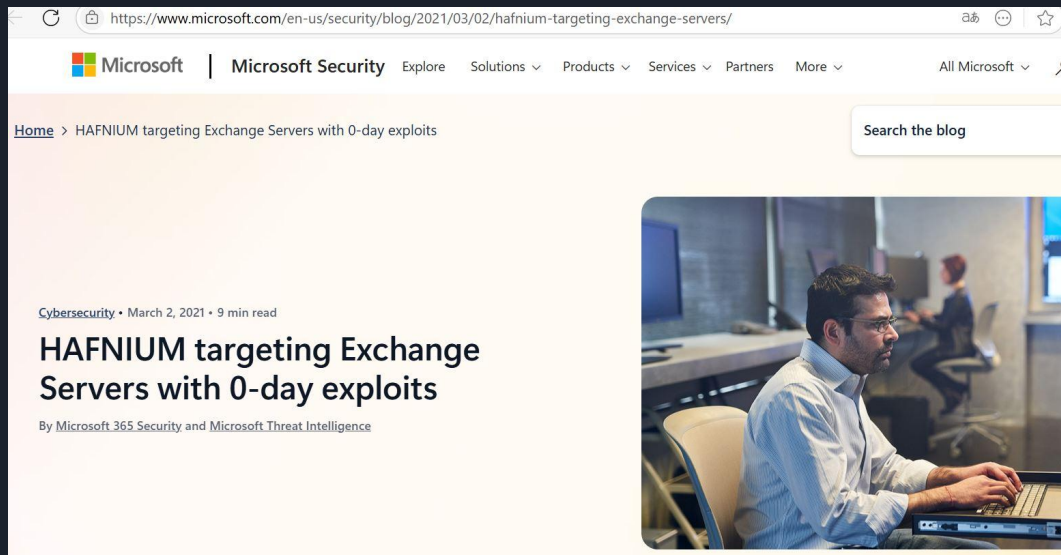 https://www.microsoft.com/en-us/security/blog/2021/03/02/hafnium-targeting-exchange-servers/ aあ
Microsoft | Microsoft Security Explore Solutions Products Services Partners More All Microsoft
Home > HAFNIUM targeting Exchange Servers with 0-day exploits Search the blog
Cybersecurity • March 2, 2021 • 9 min read
HAFNIUM targeting Exchange
Servers with 0-day exploits
By Microsoft 365 Security and Microsoft Threat Intelligence